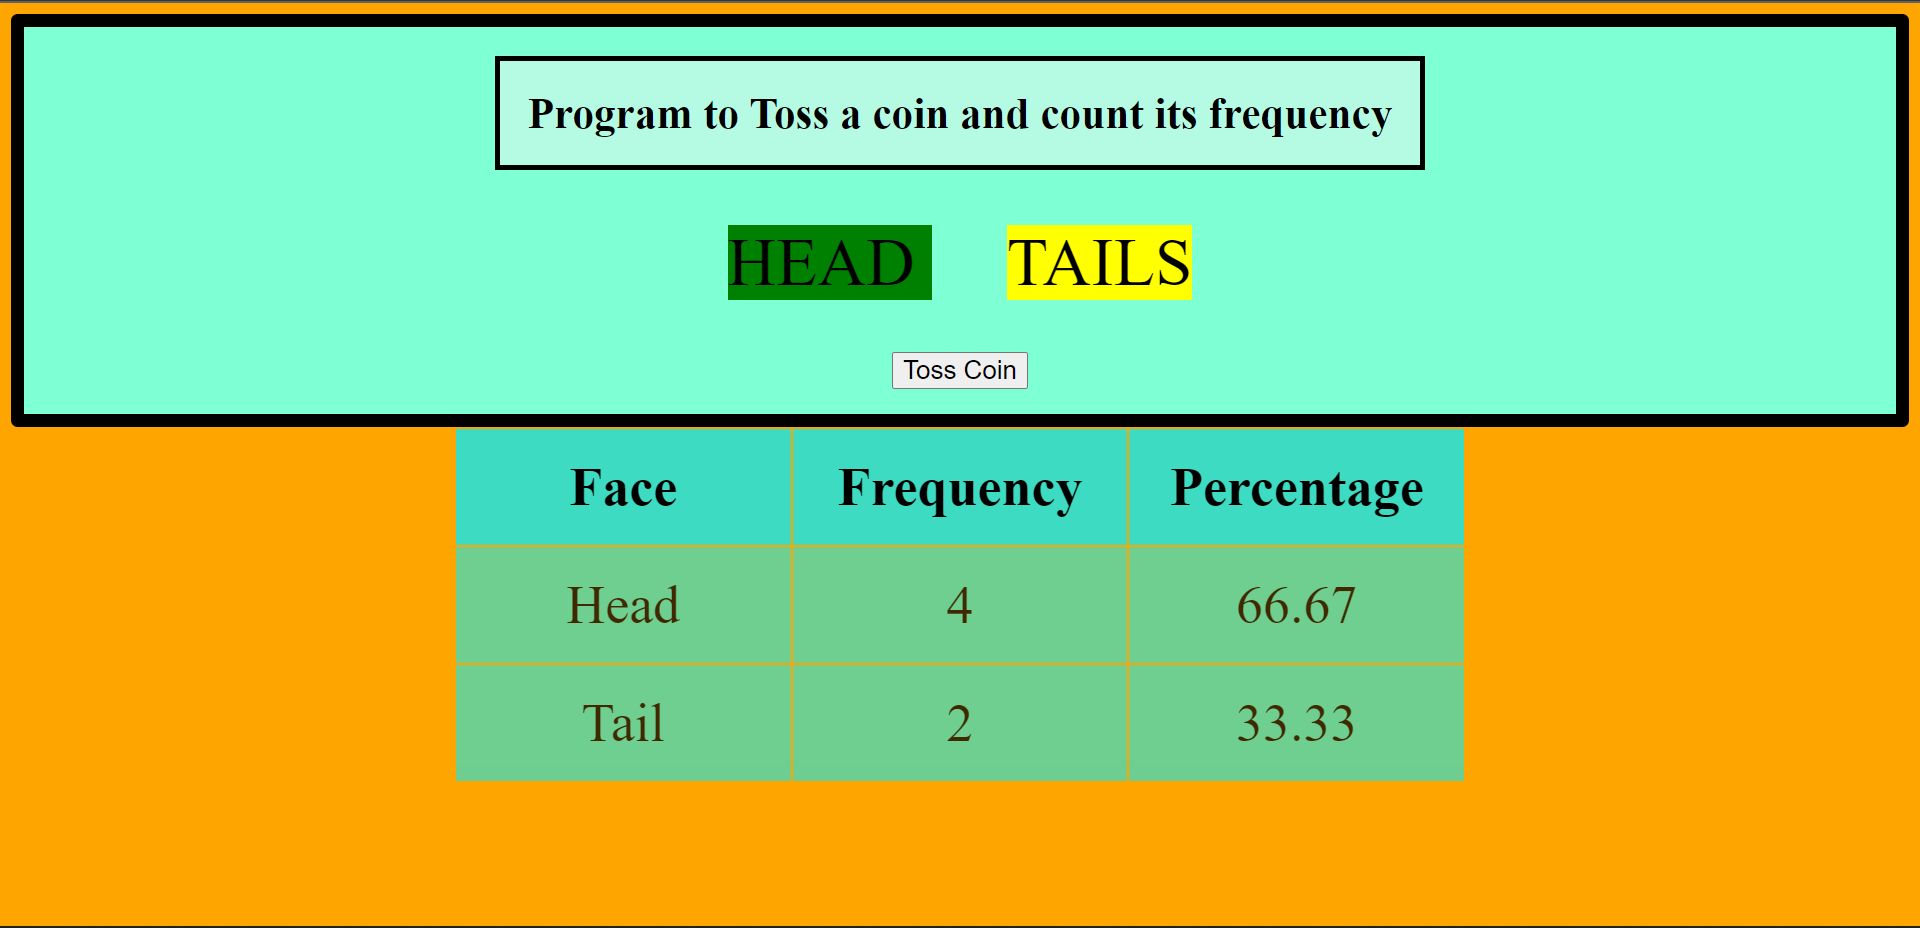 Program to Toss a coin and count its frequency
HEAD TAILS
Toss Coin
Face Frequency Percentage
Head 4 66.67
Tail 2 33.33